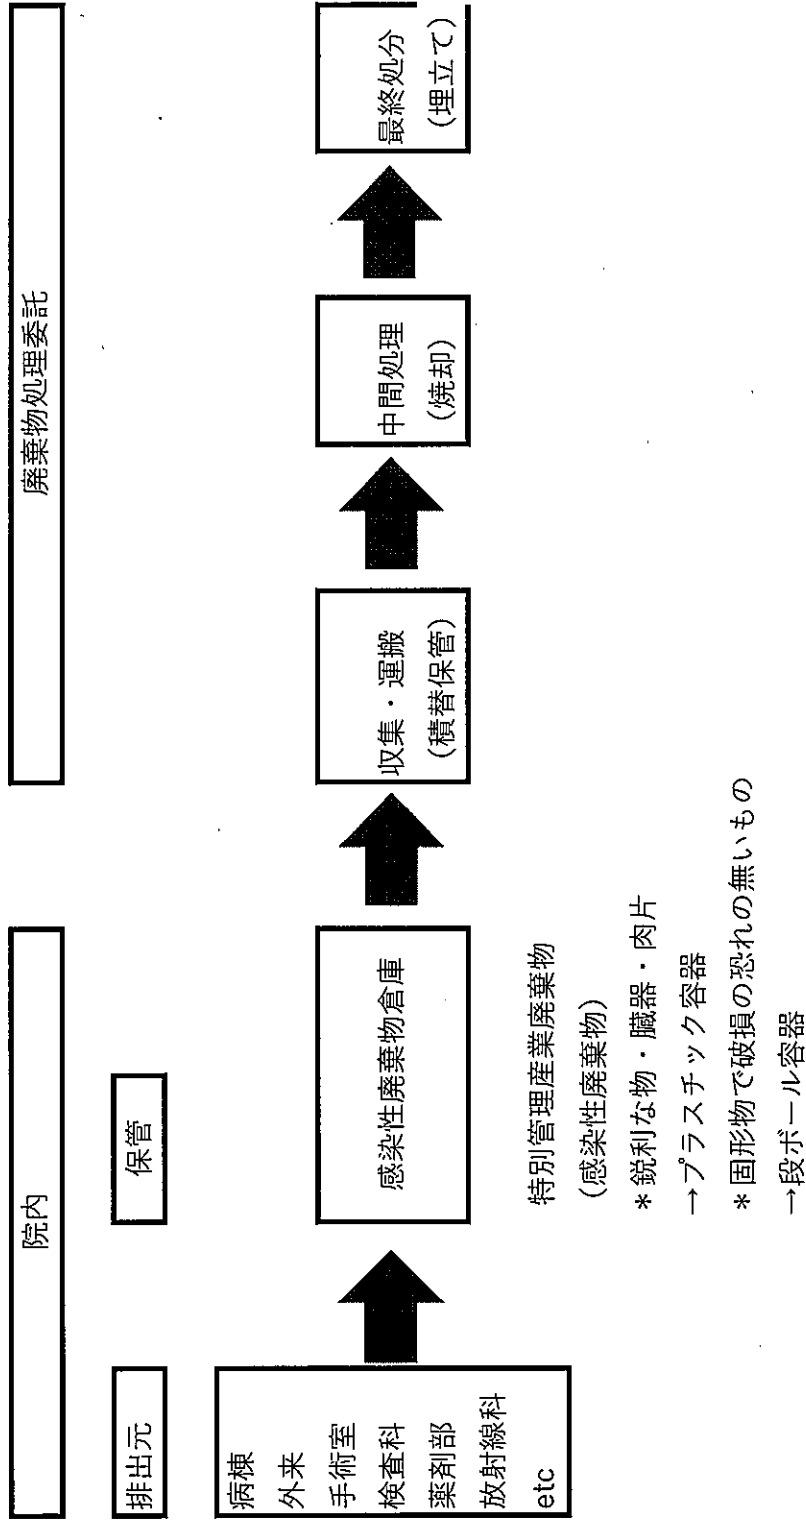 院内
廃棄物処理委託
排出元
保管
病棟
外来
手術室
検査科
薬剤部
放射線科
etc
感染性廃棄物倉庫
収集・運搬
(積替保管)
中間処理
(焼却)
最終処分
(埋立て)
特別管理産業廃棄物
(感染性廃棄物)
*鋭利な物・臓器・肉片
→プラスチック容器
*固形物で破損の恐れの無いもの
→段ボール容器